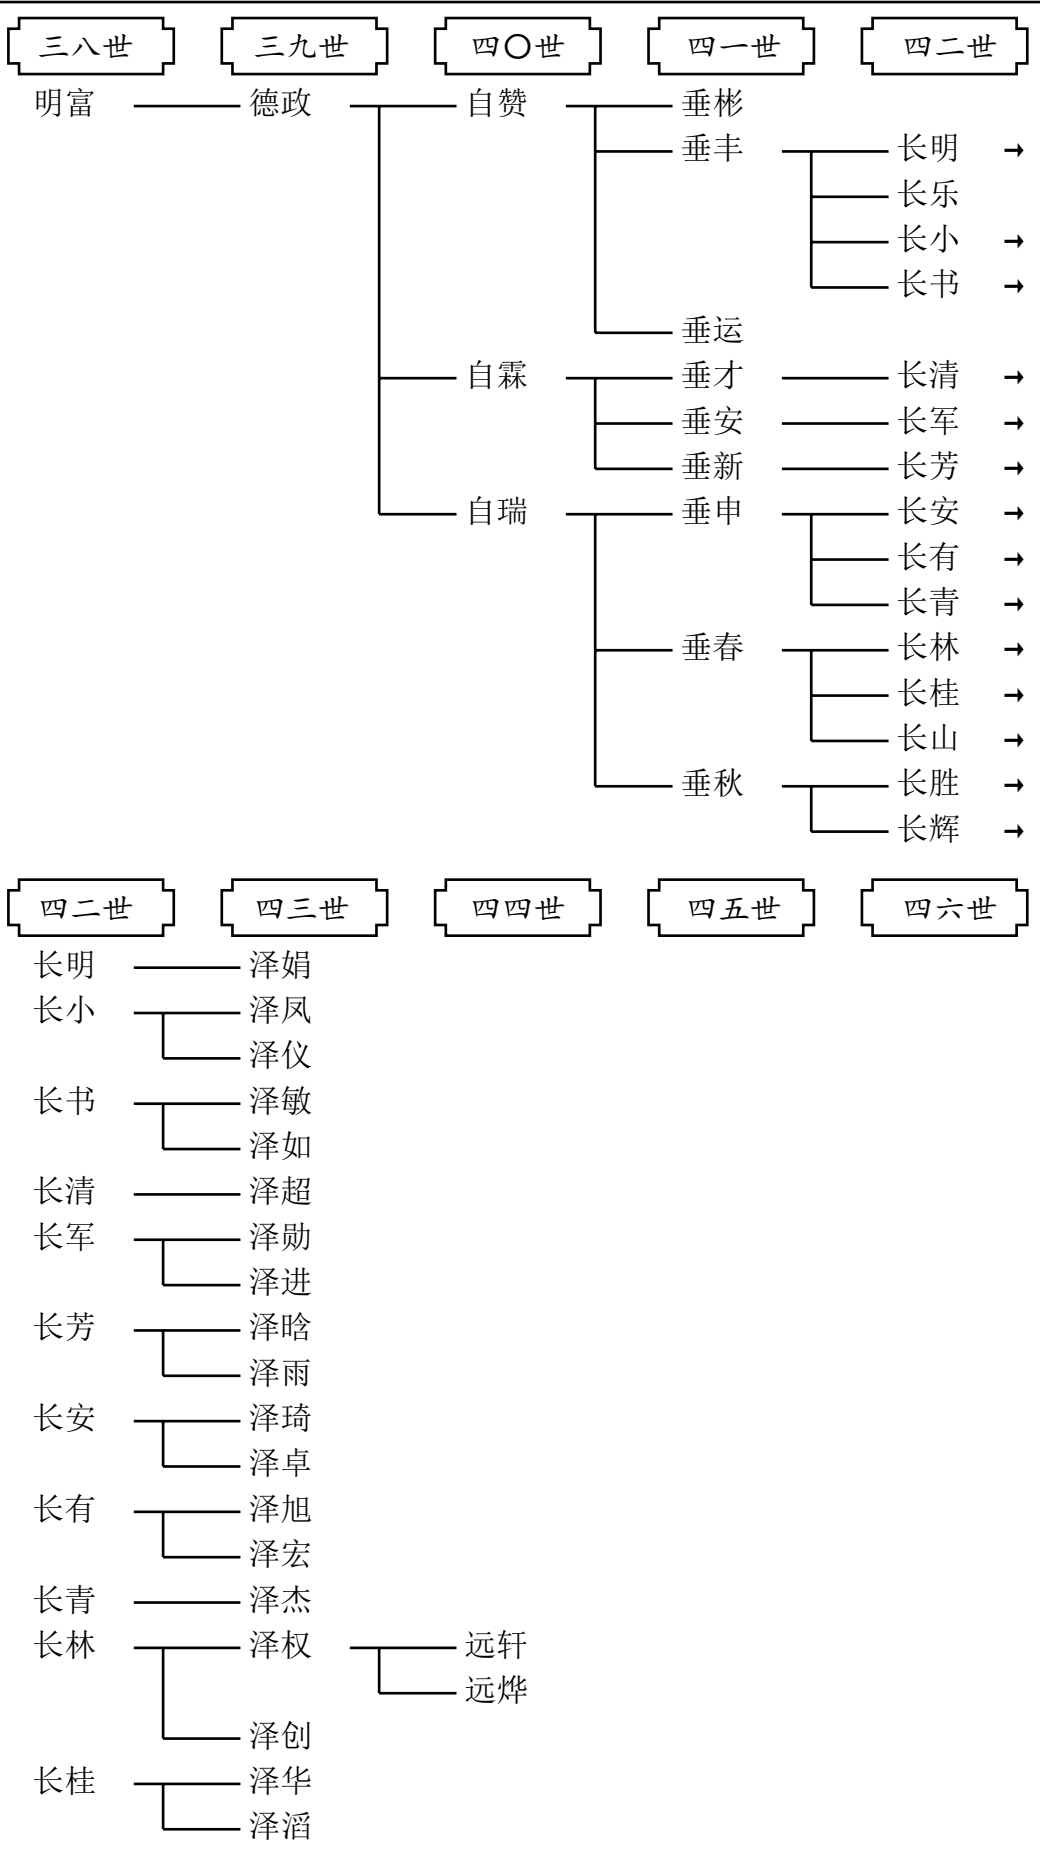 三八世 三九世 四〇世 四一世 四二世
明富 德政 自赞 垂彬
垂丰 长明 →
长乐
长小 →
长书 →
垂运
自霖 垂才 长清 →
垂安 长军 →
垂新 长芳 →
自瑞 垂申 长安 →
长有 →
长青 →
垂春 长林 →
长桂 →
长山 →
垂秋 长胜 →
长辉 →
四二世 四三世 四四世 四五世 四六世
长明 泽娟
长小 泽凤
泽仪
长书 泽敏
泽如
长清 泽超
长军 泽勋
泽进
长芳 泽晗
泽雨
长安 泽琦
泽卓
长有 泽旭
泽宏
长青 泽杰
长林 泽权 远轩
远烨
泽创
长桂 泽华
泽滔